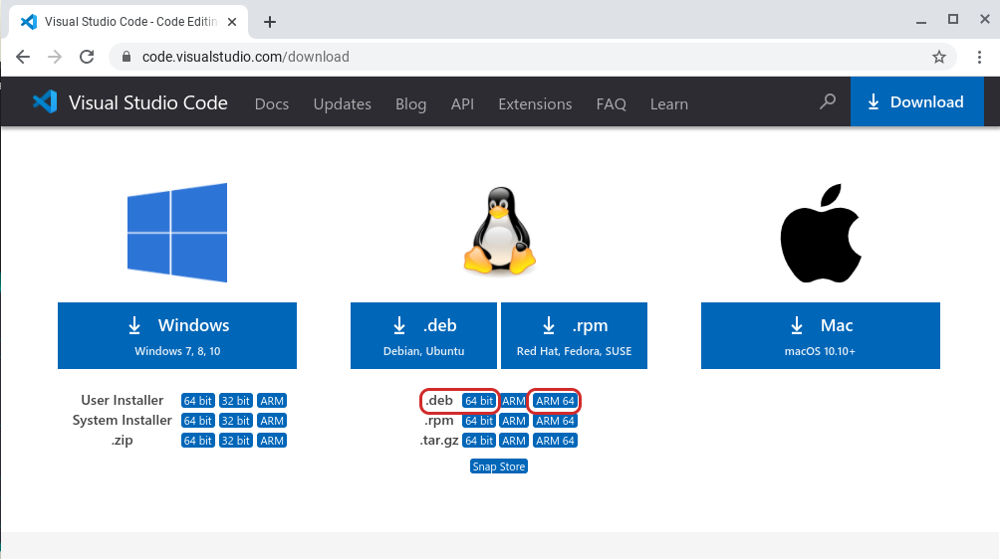 Visual Studio Code - Code Editin
code.visualstudio.com/download
Visual Studio Code Docs Updates Blog API Extensions FAQ Learn Download
Windows
Windows 7, 8, 10
.deb
Debian, Ubuntu
.rpm
Red Hat, Fedora, SUSE
Mac
macOS 10.10+
User Installer 64 bit 32 bit ARM
System Installer 64 bit 32 bit ARM
.zip 64 bit 32 bit ARM
.deb 64 bit ARM ARM 64
.rpm 64 bit ARM ARM 64
.tar.gz 64 bit ARM ARM 64
Snap Store